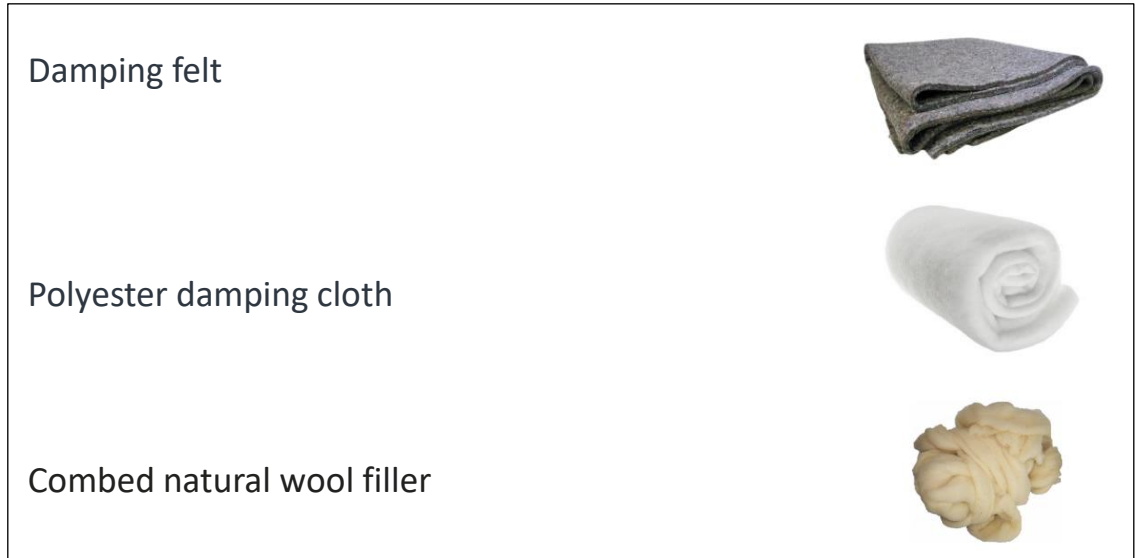 Damping felt
Polyester damping cloth
Combed natural wool filler